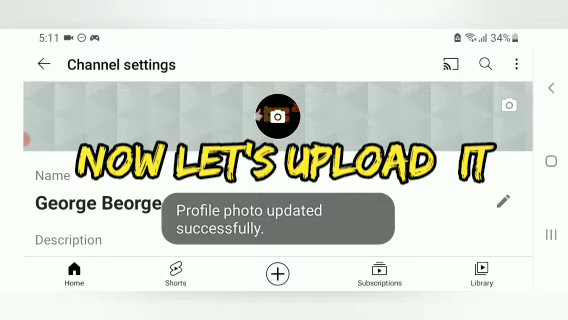 5:11
34%
Channel settings
NOW LET'S UPLOAD IT
Name
George Beorge
Profile photo updated
successfully.
Description
Home
Shorts
Subscriptions
Library